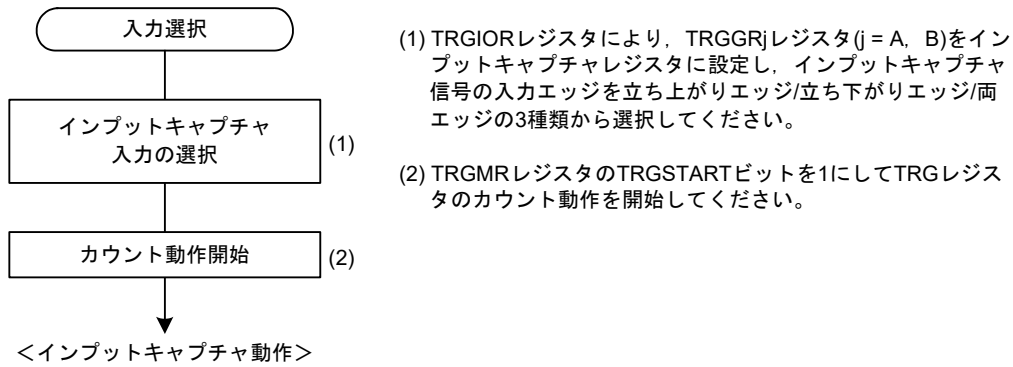 入力選択
インプットキャプチャ
入力の選択
(1)
カウント動作開始
(2)
＜インプットキャプチャ動作＞
(1) TRGIORレジスタにより，TRGGRjレジスタ(j = A，B)をイン
プットキャプチャレジスタに設定し，インプットキャプチャ
信号の入力エッジを立ち上がりエッジ/立ち下がりエッジ/両
エッジの3種類から選択してください。
(2) TRGMRレジスタのTRGSTARTビットを1にしてTRGレジス
タのカウント動作を開始してください。